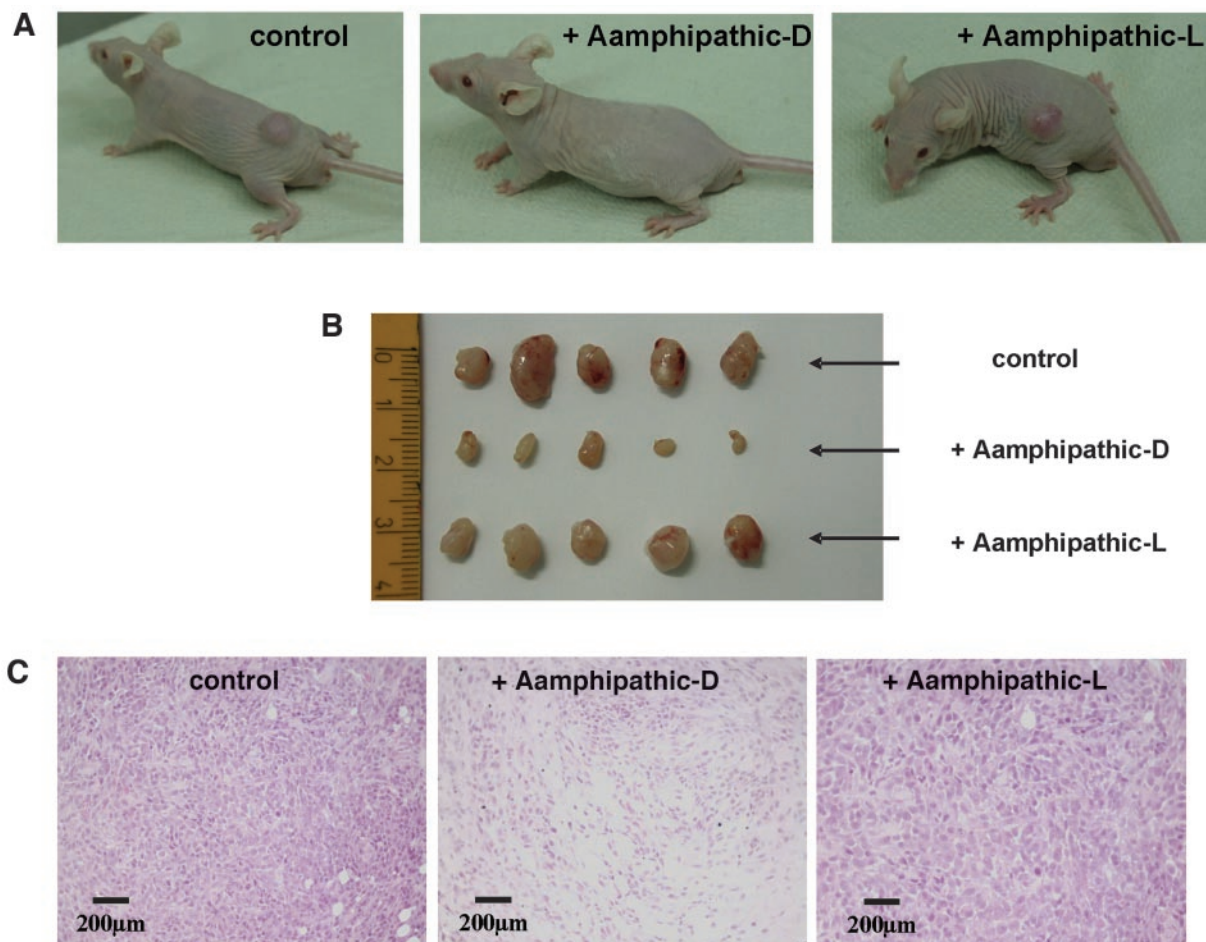 A
control
+ Aamphipathic-D
+ Aamphipathic-L
B
0
1
2
3
4
control
+ Aamphipathic-D
+ Aamphipathic-L
C
control
+ Aamphipathic-D
+ Aamphipathic-L
200µm
200µm
200µm